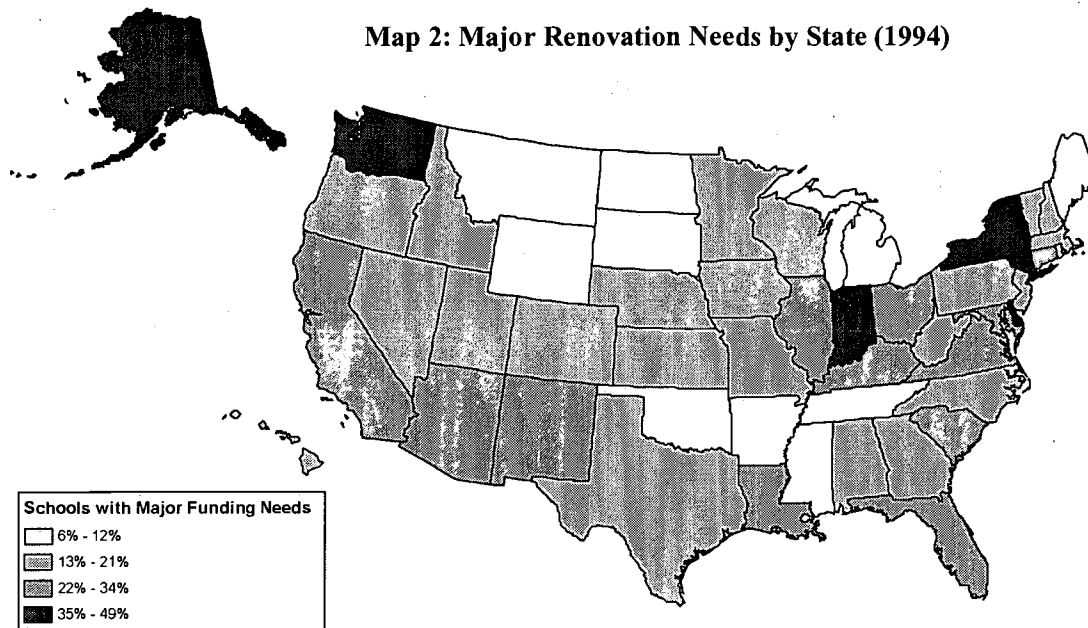 Map 2: Major Renovation Needs by State (1994)
Schools with Major Funding Needs
6% - 12%
13% - 21%
22% - 34%
35% - 49%